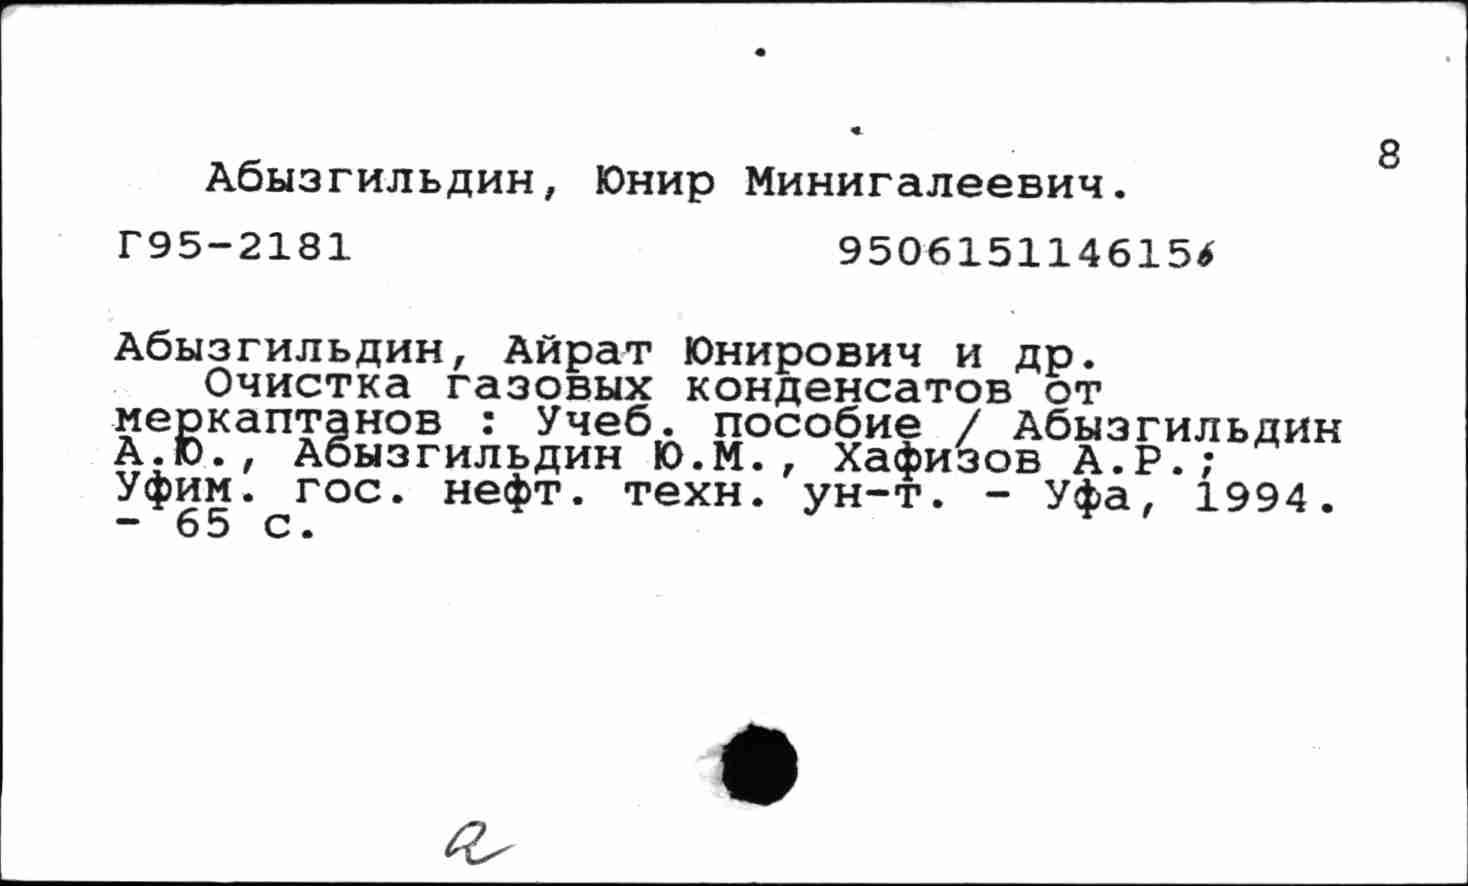 8
Абызгильдин, Юнир Минигалеевич.
Г95-2181 9506151146156
Абызгильдин, Айрат Юнирович и др.
Очистка газовых конденсатов от
меркаптанов : Учеб. пособие / Абызгильдин
А.Ю., Абызгильдин Ю.М., Хафизов А.Р.;
Уфим. гос. нефт. техн. ун-т. - Уфа, 1994.
- 65 с.
а